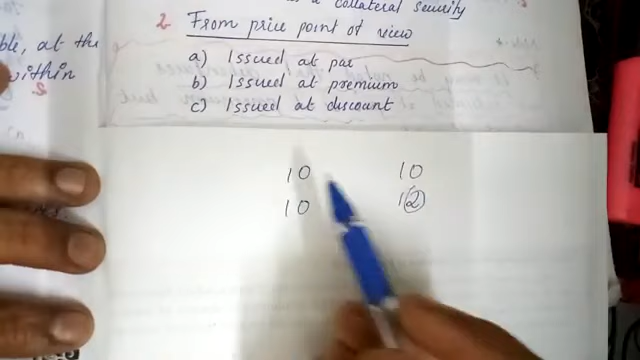 a collateral security
ble, at the
within
2. From price point of view
a) Issued at par
b) Issued at premium
c) Issued at discount
10 10
10 12